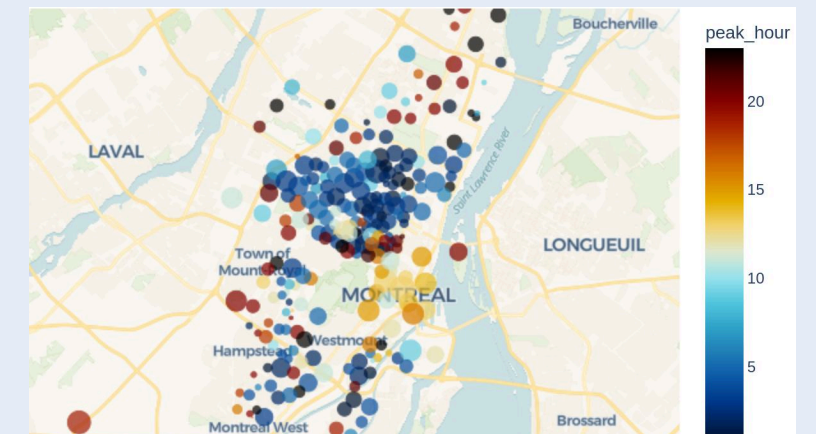 peak_hour
Boucherville
20
LAVAL
Saint Lawrence River
15
LONGUEUIL
Town of
Mount Royal
10
MONTREAL
Westmount
Hampstead
5
Brossard
Montreal West